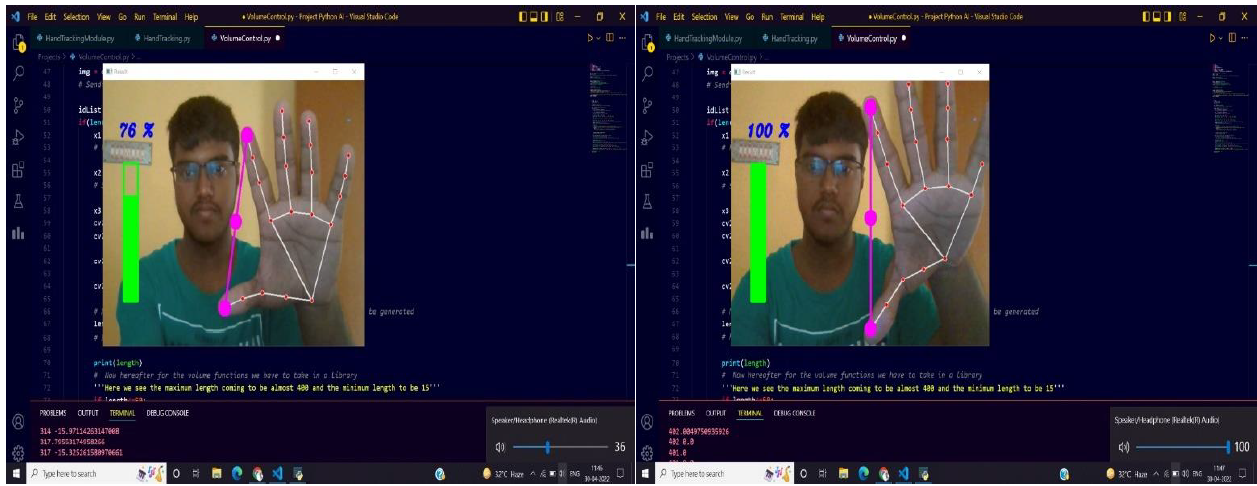 File Edit Selection View Go Run Terminal Help
● VolumeControl.py - Project Python AI - Visual Studio Code
HandTrackingModule.py HandTracking.py VolumeControl.py ●
Projects > VolumeControl.py > ...
Result
47 img
48 # Send
49
50 idList
51 if(len
52 x1
53 #
54
55 x2
56 #
57
58 x3
59 cv2
60 cv2
61
62 cv2
63
64 cv2
65
66 # be generated
67 len
68 #
69
70 print(length)
71 # Now hereafter for the volume functions we have to take in a Library
72 '''Here we see the maximum length coming to be almost 400 and the minimum length to be 15'''
76 %
PROBLEMS OUTPUT TERMINAL DEBUG CONSOLE
314 -15.97114263147088
317.79553174958266
317 -15.325261580970661
Speaker/Headphone (Realtek(R) Audio)
36
Type here to search
32°C Haze ENG
11:46
30-04-2022
File Edit Selection View Go Run Terminal Help
● VolumeControl.py - Project Python AI - Visual Studio Code
HandTrackingModule.py HandTracking.py VolumeControl.py ●
Projects > VolumeControl.py > ...
Result
47 img
48 # Send
49
50 idList
51 if(len
52 x1
53 #
54
55 x2
56 #
57
58 x3
59 cv2
60 cv2
61
62 cv2
63
64 cv2
65
66 # be generated
67 len
68 #
69
70 print(length)
71 # Now hereafter for the volume functions we have to take in a Library
72 '''Here we see the maximum length coming to be almost 400 and the minimum length to be 15'''
100 %
PROBLEMS OUTPUT TERMINAL DEBUG CONSOLE
402.0049750935926
402 0.0
402.0
Speaker/Headphone (Realtek(R) Audio)
100
Type here to search
32°C Haze ENG
11:47
30-04-2022